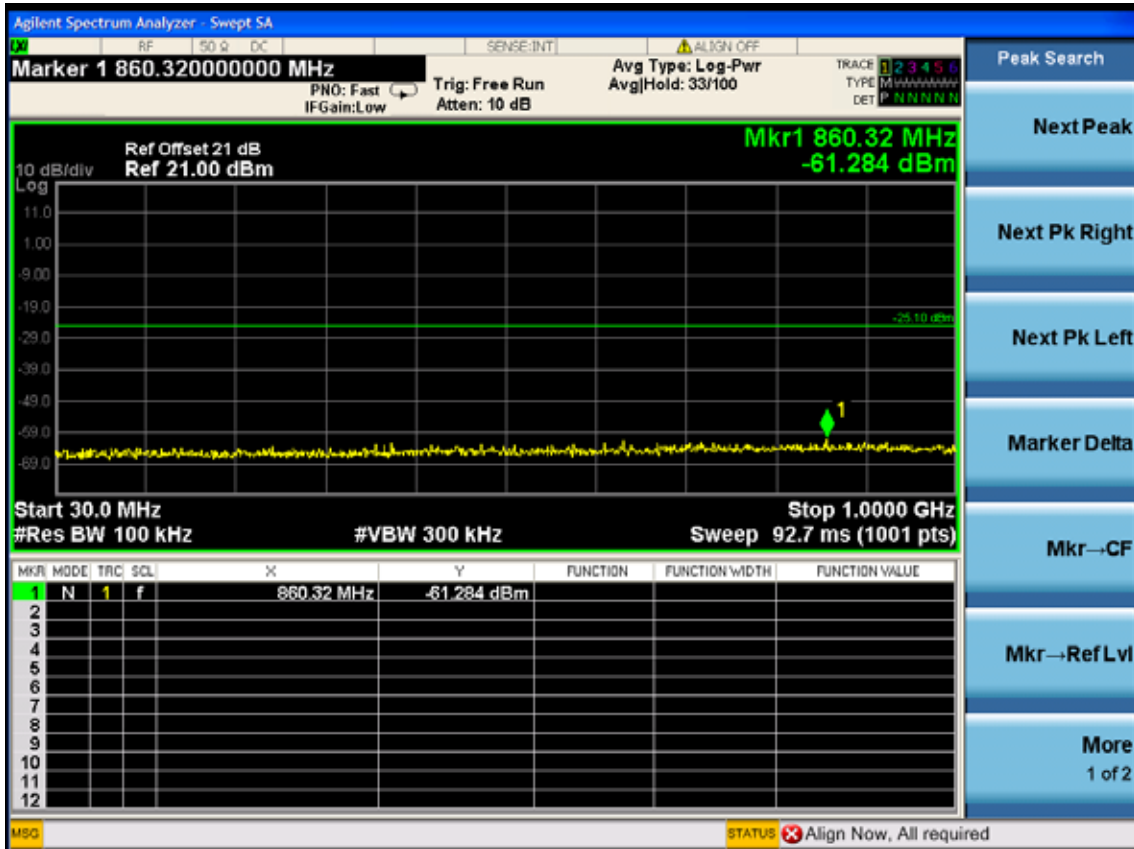 Agilent Spectrum Analyzer - Swept SA
LXI RF 50 Ω DC SENSE:INT ALIGN OFF
Marker 1 860.320000000 MHz
PNO: Fast
IFGain:Low
Trig: Free Run
Atten: 10 dB
Avg Type: Log-Pwr
Avg|Hold: 33/100
TRACE 1 2 3 4 5 6
TYPE M
DET P N N N N N
Peak Search
Next Peak
Next Pk Right
Next Pk Left
Marker Delta
Mkr→CF
Mkr→Ref Lvl
More
1 of 2
Mkr1 860.32 MHz
-61.284 dBm
Ref Offset 21 dB
10 dB/div Ref 21.00 dBm
Log
11.0
1.00
-9.00
-19.0
-25.10 dBm
-29.0
-39.0
-49.0
1
-59.0
-69.0
Start 30.0 MHz Stop 1.0000 GHz
#Res BW 100 kHz #VBW 300 kHz Sweep 92.7 ms (1001 pts)
MKR MODE TRC SCL X Y FUNCTION FUNCTION WIDTH FUNCTION VALUE
1 N 1 f 860.32 MHz -61.284 dBm
2
3
4
5
6
7
8
9
10
11
12
MSG STATUS Align Now, All required